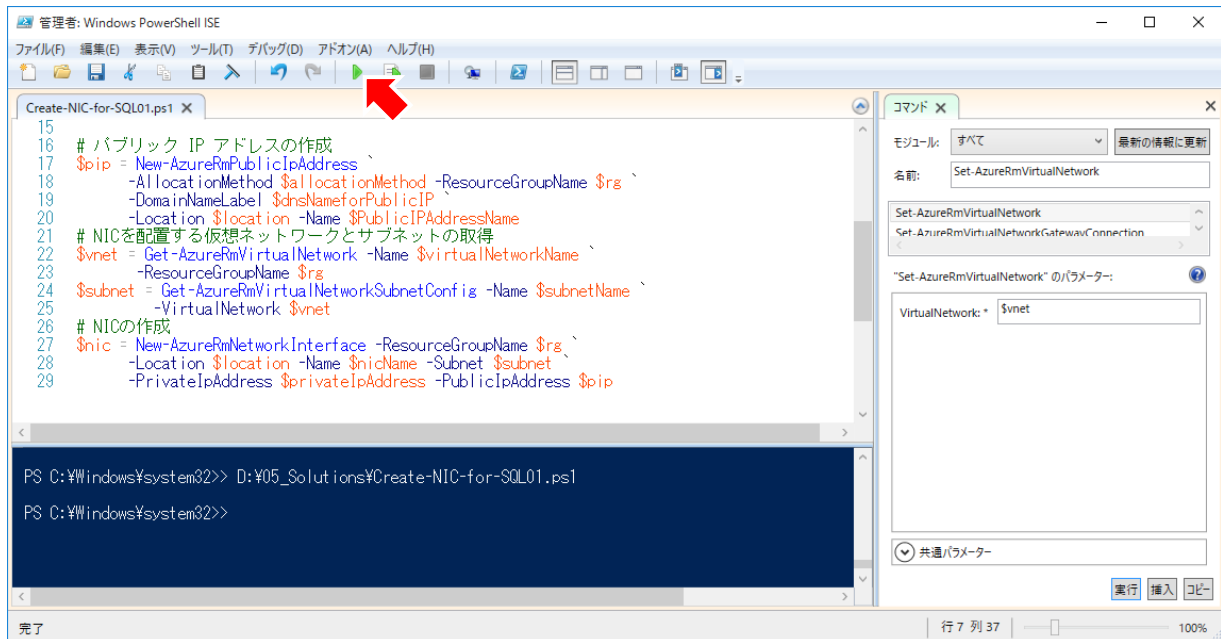 管理者: Windows PowerShell ISE
ファイル(F) 編集(E) 表示(V) ツール(T) デバッグ(D) アドオン(A) ヘルプ(H)
Create-NIC-for-SQL01.ps1
15
16 # パブリック IP アドレスの作成
17 $pip = New-AzureRmPublicIpAddress `
18 -AllocationMethod $allocationMethod -ResourceGroupName $rg `
19 -DomainNameLabel $dnsNameforPublicIP `
20 -Location $location -Name $PublicIPAddressName
21 # NICを配置する仮想ネットワークとサブネットの取得
22 $vnet = Get-AzureRmVirtualNetwork -Name $virtualNetworkName `
23 -ResourceGroupName $rg
24 $subnet = Get-AzureRmVirtualNetworkSubnetConfig -Name $subnetName `
25 -VirtualNetwork $vnet
26 # NICの作成
27 $nic = New-AzureRmNetworkInterface -ResourceGroupName $rg `
28 -Location $location -Name $nicName -Subnet $subnet `
29 -PrivateIpAddress $privateIpAddress -PublicIpAddress $pip
PS C:¥Windows¥system32>> D:¥05_Solutions¥Create-NIC-for-SQL01.ps1
PS C:¥Windows¥system32>>
コマンド
モジュール: すべて 最新の情報に更新
名前: Set-AzureRmVirtualNetwork
Set-AzureRmVirtualNetwork
Set-AzureRmVirtualNetworkGatewayConnection
"Set-AzureRmVirtualNetwork" のパラメーター:
VirtualNetwork: * $vnet
共通パラメーター
実行 挿入 コピー
完了 行 7 列 37 100%